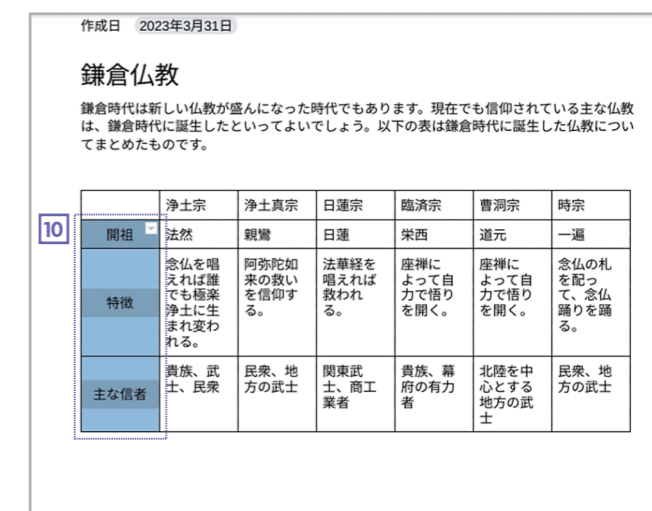 作成日 2023年3月31日
鎌倉仏教
鎌倉時代は新しい仏教が盛んになった時代でもあります。現在でも信仰されている主な仏教
は、鎌倉時代に誕生したといってよいでしょう。以下の表は鎌倉時代に誕生した仏教につい
てまとめたものです。
浄土宗 浄土真宗 日蓮宗 臨済宗 曹洞宗 時宗
10
開祖 法然 親鸞 日蓮 栄西 道元 一遍
特徴
念仏を唱
えれば誰
でも極楽
浄土に生
まれ変わ
れる。
阿弥陀如
来の救い
を信仰す
る。
法華経を
唱えれば
救われ
る。
座禅に
よって自
力で悟り
を開く。
座禅に
よって自
力で悟り
を開く。
念仏の札
を配っ
て、念仏
踊りを踊
る。
主な信者
貴族、武
士、民衆
民衆、地
方の武士
関東武
士、商工
業者
貴族、幕
府の有力
者
北陸を中
心とする
地方の武
士
民衆、地
方の武士